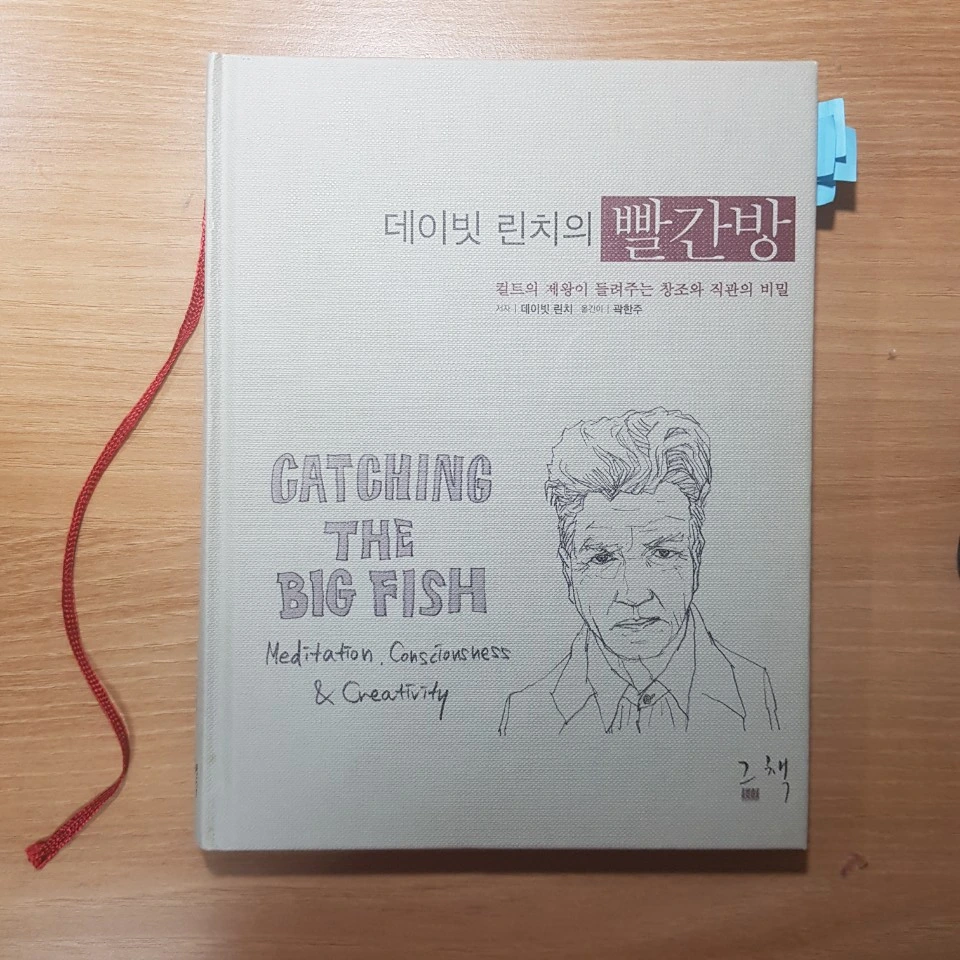 데이빗 린치의 빨간방
컬트의 제왕이 들려주는 창조와 직관의 비밀
저자 | 데이빗 린치 옮긴이 | 곽한주
CATCHING
THE
BIG FISH
Meditation, Consciousness
& Creativity
그책